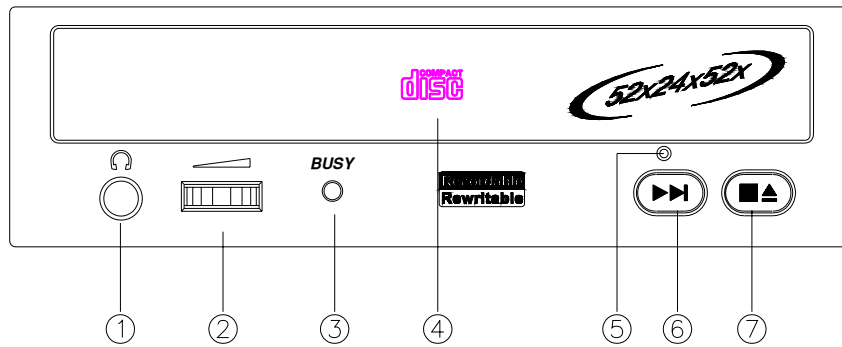 COMPACT
disc
52x24x52x
BUSY
Recordable
Rewritable
5
1
2
3
4
6
7